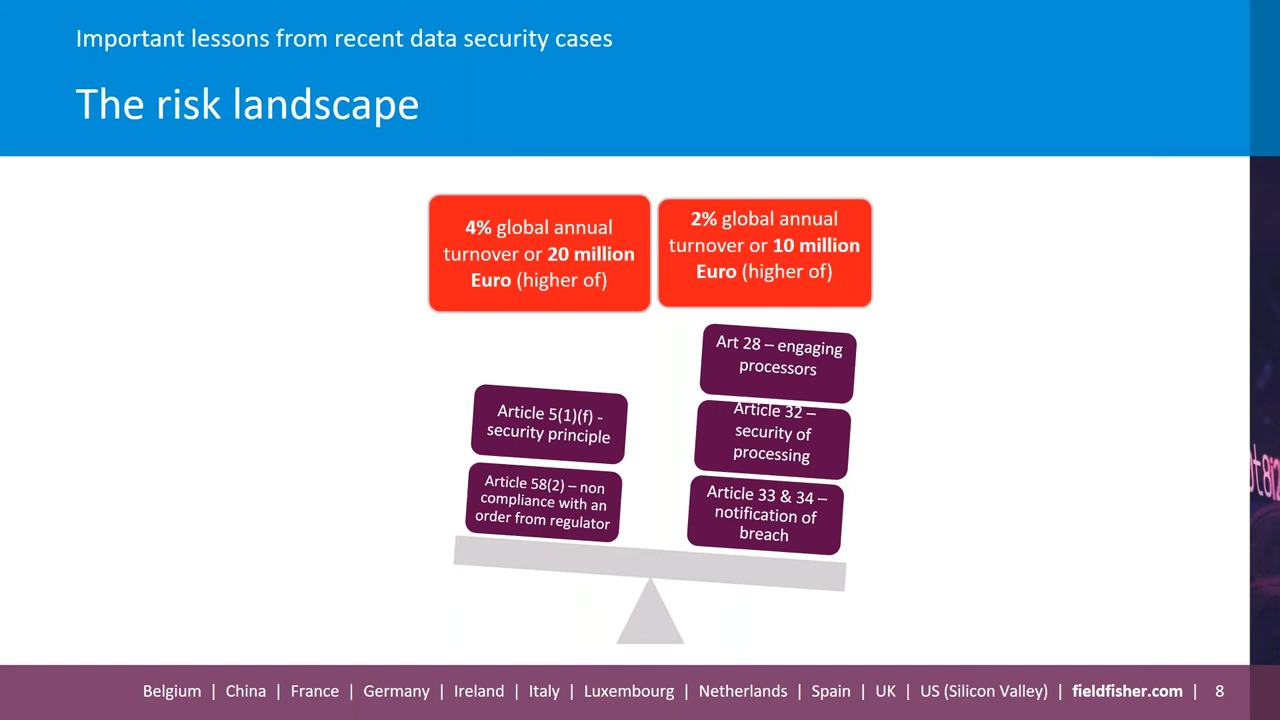 Important lessons from recent data security cases
The risk landscape
4% global annual
turnover or 20 million
Euro (higher of)
2% global annual
turnover or 10 million
Euro (higher of)
Article 5(1)(f) -
security principle
Article 58(2) – non
compliance with an
order from regulator
Art 28 – engaging
processors
Article 32 –
security of
processing
Article 33 & 34 –
notification of
breach
Belgium | China | France | Germany | Ireland | Italy | Luxembourg | Netherlands | Spain | UK | US (Silicon Valley) | fieldfisher.com | 8